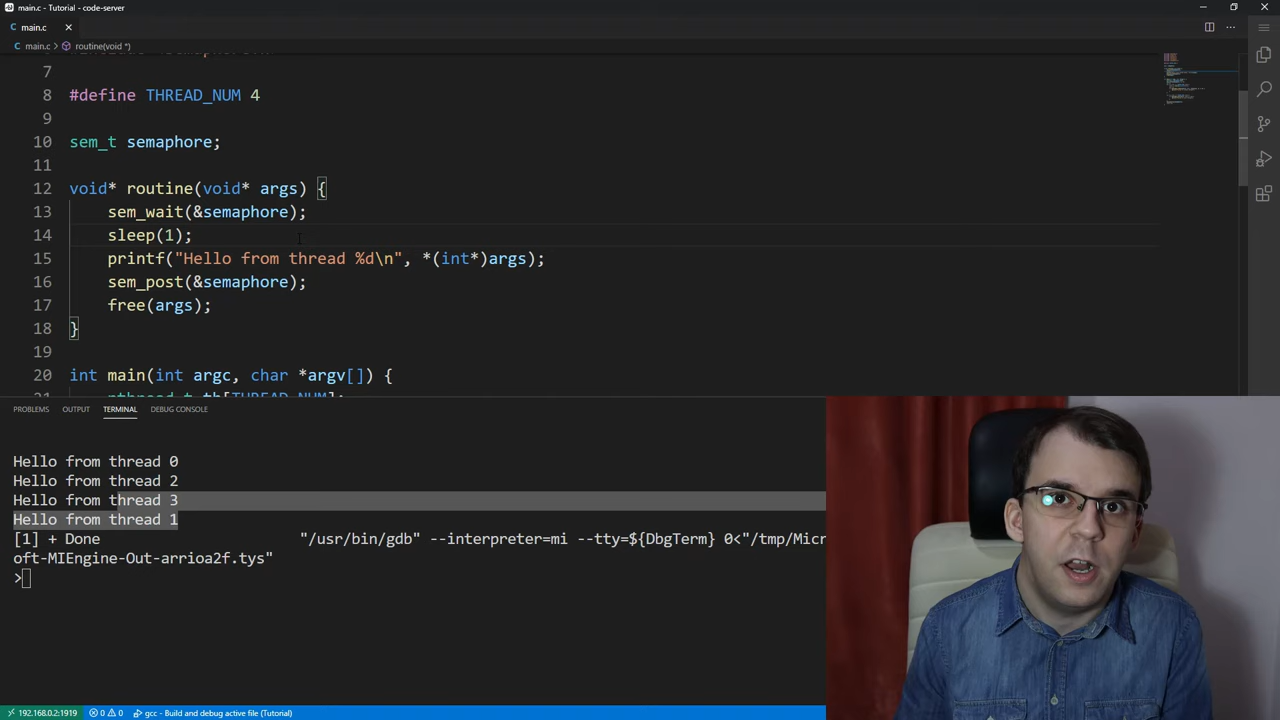 main.c - Tutorial - code-server
main.c
main.c > routine(void *)
7
8 #define THREAD_NUM 4
9
10 sem_t semaphore;
11
12 void* routine(void* args) {
13 sem_wait(&semaphore);
14 sleep(1);
15 printf("Hello from thread %d\n", *(int*)args);
16 sem_post(&semaphore);
17 free(args);
18 }
19
20 int main(int argc, char *argv[]) {
PROBLEMS OUTPUT TERMINAL DEBUG CONSOLE
Hello from thread 0
Hello from thread 2
Hello from thread 3
Hello from thread 1
[1] + Done "/usr/bin/gdb" --interpreter=mi --tty=${DbgTerm} 0<"/tmp/Micr
oft-MIEngine-Out-arrioa2f.tys"
>
192.168.0.2:1919 0 0 gcc - Build and debug active file (Tutorial)